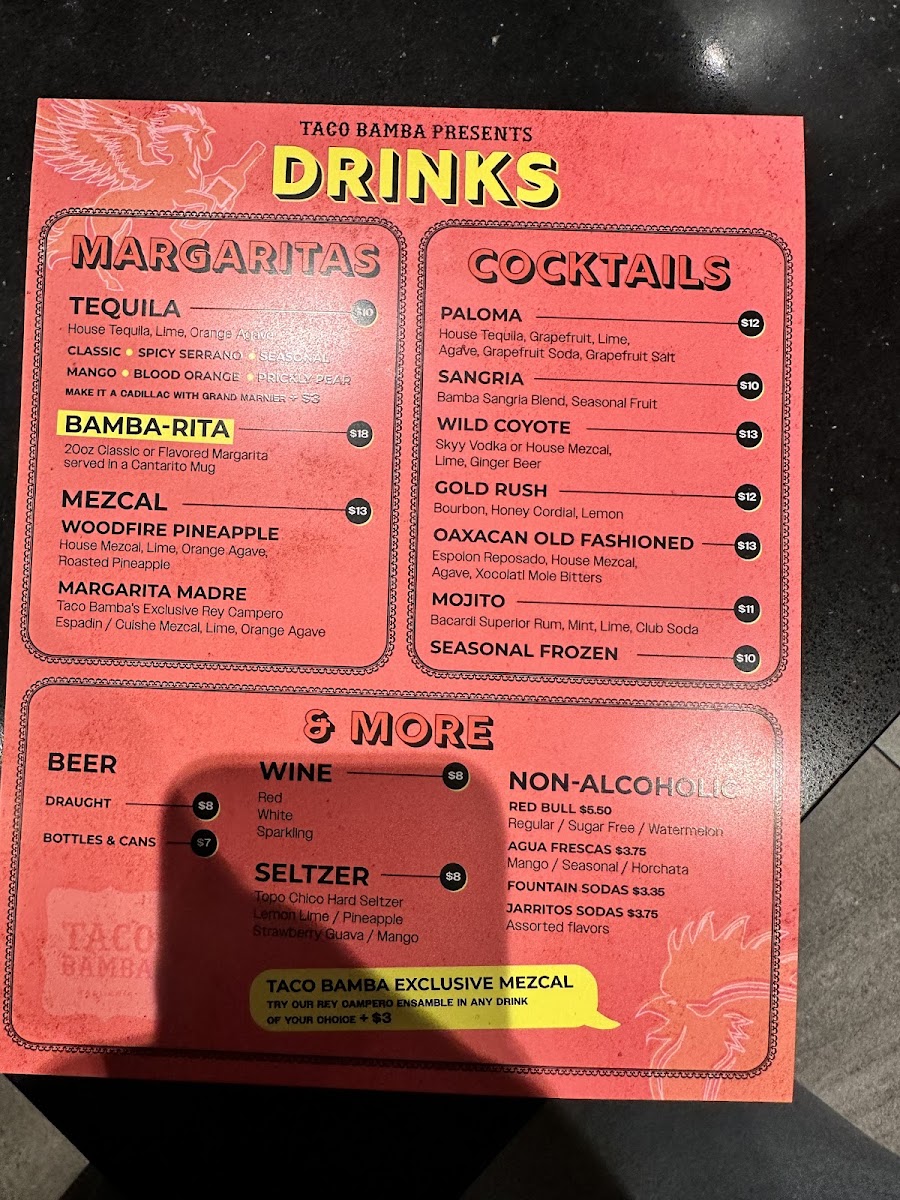 TACO BAMBA PRESENTS
DRINKS
MARGARITAS
TEQUILA $10
House Tequila, Lime, Orange Agave
CLASSIC • SPICY SERRANO • SEASONAL
MANGO • BLOOD ORANGE • PRICKLY PEAR
MAKE IT A CADILLAC WITH GRAND MARNIER + $3
BAMBA-RITA $18
20oz Classic or Flavored Margarita
served in a Cantarito Mug
MEZCAL $13
WOODFIRE PINEAPPLE
House Mezcal, Lime, Orange Agave,
Roasted Pineapple
MARGARITA MADRE
Taco Bamba's Exclusive Rey Campero
Espadin / Cuishe Mezcal, Lime, Orange Agave
COCKTAILS
PALOMA $12
House Tequila, Grapefruit, Lime,
Agave, Grapefruit Soda, Grapefruit Salt
SANGRIA $10
Bamba Sangria Blend, Seasonal Fruit
WILD COYOTE $13
Skyy Vodka or House Mezcal,
Lime, Ginger Beer
GOLD RUSH $12
Bourbon, Honey Cordial, Lemon
OAXACAN OLD FASHIONED $13
Espolon Reposado, House Mezcal,
Agave, Xocolatl Mole Bitters
MOJITO $11
Bacardi Superior Rum, Mint, Lime, Club Soda
SEASONAL FROZEN $10
& MORE
BEER
DRAUGHT $8
BOTTLES & CANS $7
TACO
BAMBA
WINE $8
Red
White
Sparkling
SELTZER $8
Topo Chico Hard Seltzer
Lemon Lime / Pineapple
Strawberry Guava / Mango
NON-ALCOHOLIC
RED BULL $5.50
Regular / Sugar Free / Watermelon
AGUA FRESCAS $3.75
Mango / Seasonal / Horchata
FOUNTAIN SODAS $3.35
JARRITOS SODAS $3.75
Assorted flavors
TACO BAMBA EXCLUSIVE MEZCAL
TRY OUR REY CAMPERO ENSAMBLE IN ANY DRINK
OF YOUR CHOICE + $3